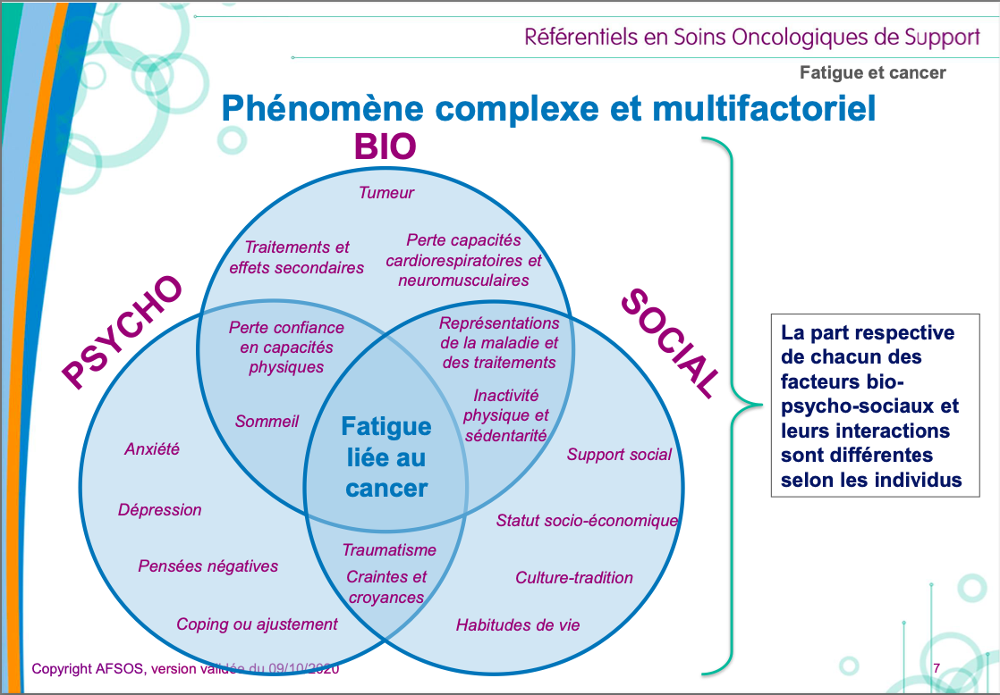 Référentiels en Soins Oncologiques de Support
Fatigue et cancer
Phénomène complexe et multifactoriel
BIO
Tumeur
Traitements et
effets secondaires
Perte capacités
cardiorespiratoires et
neuromusculaires
PSYCHO
SOCIAL
Perte confiance
en capacités
physiques
Représentations
de la maladie et
des traitements
Sommeil
Inactivité
physique et
sédentarité
Fatigue
liée au
cancer
Anxiété
Dépression
Pensées négatives
Coping ou ajustement
Support social
Statut socio-économique
Culture-tradition
Habitudes de vie
Traumatisme
Craintes et
croyances
La part respective
de chacun des
facteurs bio-
psycho-sociaux et
leurs interactions
sont différentes
selon les individus
Copyright AFSOS, version validée du 09/10/2020
7